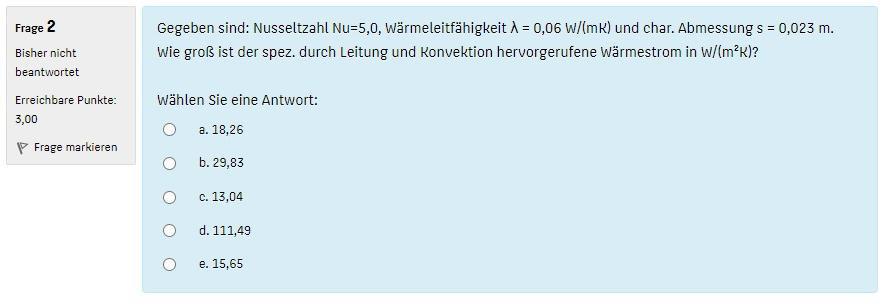 Frage 2
Bisher nicht
beantwortet
Erreichbare Punkte:
3,00
Frage markieren
Gegeben sind: Nusseltzahl Nu=5,0, Wärmeleitfähigkeit λ = 0,06 W/(mK) und char. Abmessung s = 0,023 m.
Wie groß ist der spez. durch Leitung und Konvektion hervorgerufene Wärmestrom in W/(m²K)?
Wählen Sie eine Antwort:
a. 18,26
b. 29,83
c. 13,04
d. 111,49
e. 15,65